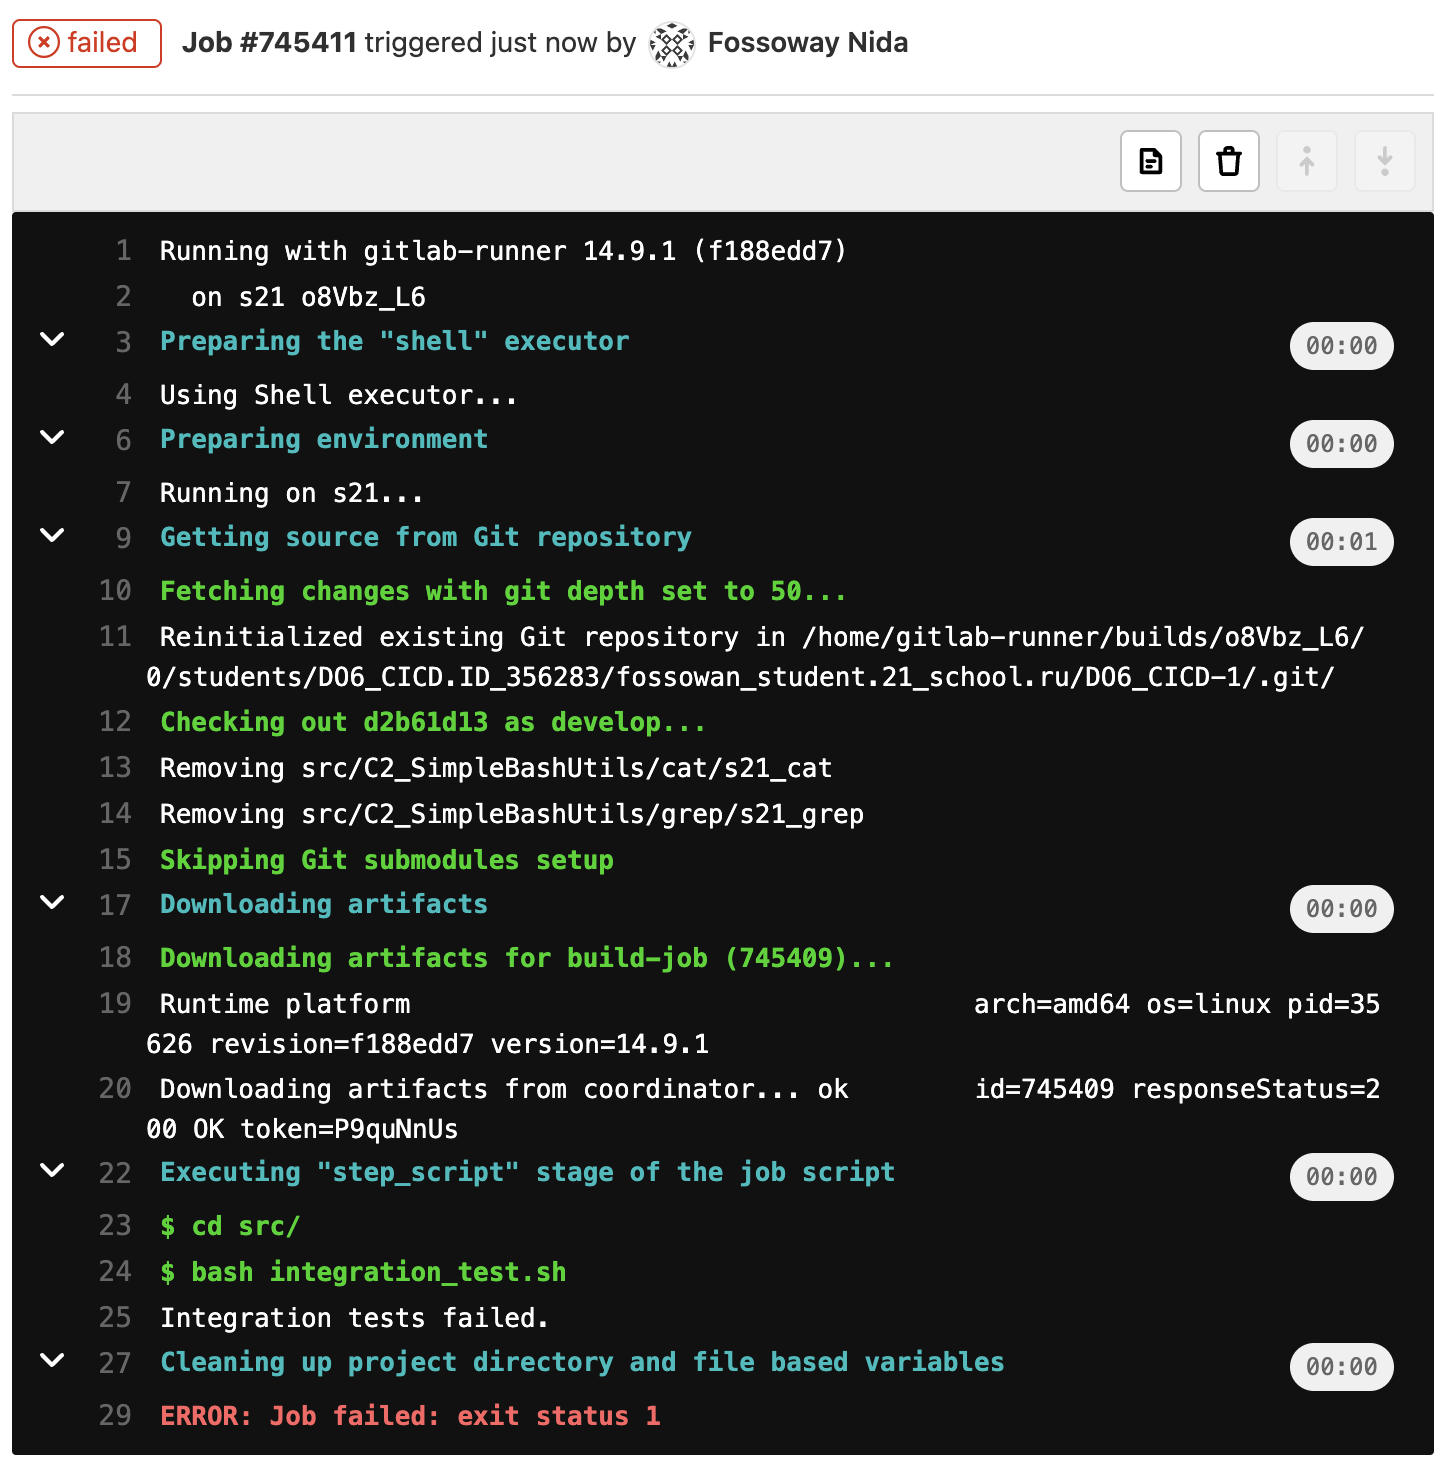 failed Job #745411 triggered just now by Fossoway Nida
1 Running with gitlab-runner 14.9.1 (f188edd7)
2 on s21 o8Vbz_L6
3 Preparing the "shell" executor 00:00
4 Using Shell executor...
6 Preparing environment 00:00
7 Running on s21...
9 Getting source from Git repository 00:01
10 Fetching changes with git depth set to 50...
11 Reinitialized existing Git repository in /home/gitlab-runner/builds/o8Vbz_L6/
0/students/DO6_CICD.ID_356283/fossowan_student.21_school.ru/DO6_CICD-1/.git/
12 Checking out d2b61d13 as develop...
13 Removing src/C2_SimpleBashUtils/cat/s21_cat
14 Removing src/C2_SimpleBashUtils/grep/s21_grep
15 Skipping Git submodules setup
17 Downloading artifacts 00:00
18 Downloading artifacts for build-job (745409)...
19 Runtime platform arch=amd64 os=linux pid=35
626 revision=f188edd7 version=14.9.1
20 Downloading artifacts from coordinator... ok id=745409 responseStatus=2
00 OK token=P9quNnUs
22 Executing "step_script" stage of the job script 00:00
23 $ cd src/
24 $ bash integration_test.sh
25 Integration tests failed.
27 Cleaning up project directory and file based variables 00:00
29 ERROR: Job failed: exit status 1